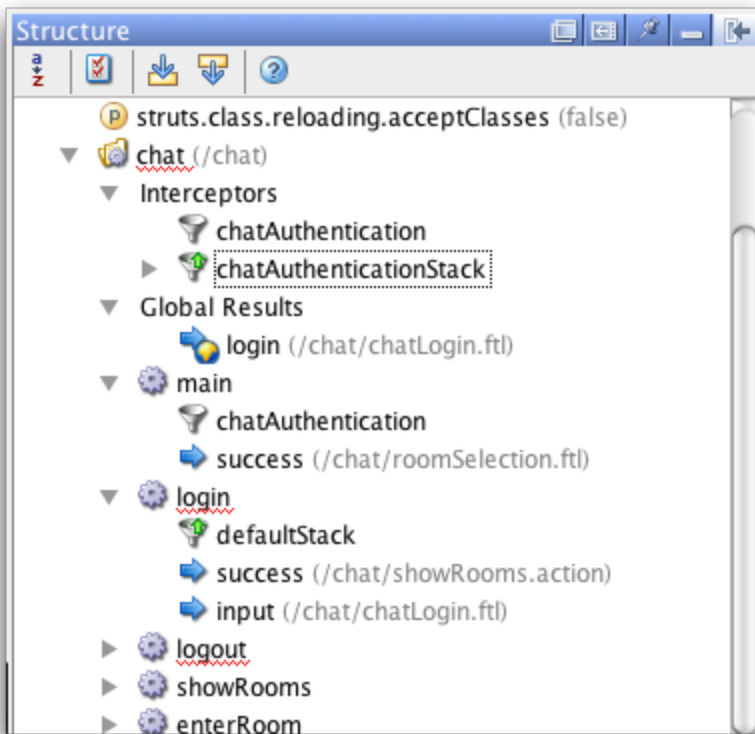 Structure
a
z
?
P struts.class.reloading.acceptClasses (false)
chat (/chat)
Interceptors
chatAuthentication
chatAuthenticationStack
Global Results
login (/chat/chatLogin.ftl)
main
chatAuthentication
success (/chat/roomSelection.ftl)
login
defaultStack
success (/chat/showRooms.action)
input (/chat/chatLogin.ftl)
logout
showRooms
enterRoom